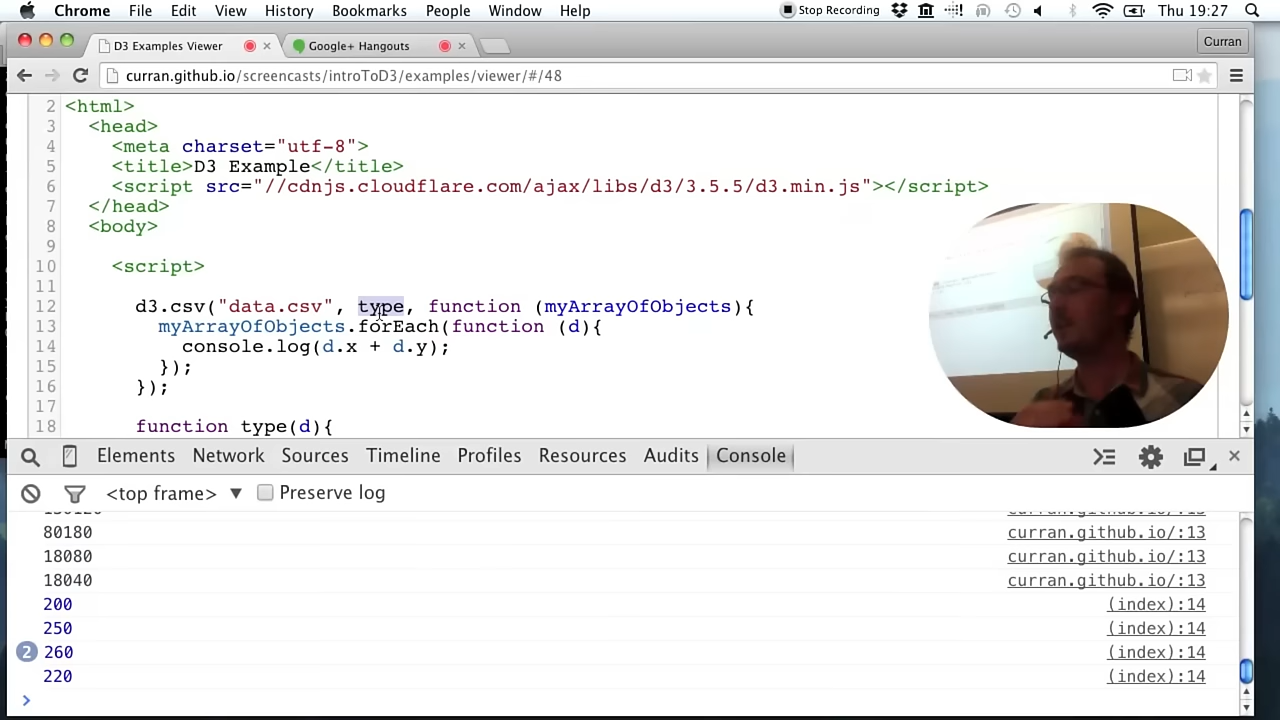 Chrome File Edit View History Bookmarks People Window Help Stop Recording Thu 19:27
D3 Examples Viewer × Google+ Hangouts × Curran
curran.github.io/screencasts/introToD3/examples/viewer/#/48
2 <html>
3 <head>
4 <meta charset="utf-8">
5 <title>D3 Example</title>
6 <script src="//cdnjs.cloudflare.com/ajax/libs/d3/3.5.5/d3.min.js"></script>
7 </head>
8 <body>
9
10 <script>
11
12 d3.csv("data.csv", type, function (myArrayOfObjects){
13 myArrayOfObjects.forEach(function (d){
14 console.log(d.x + d.y);
15 });
16 });
17
18 function type(d){
Elements Network Sources Timeline Profiles Resources Audits Console
<top frame> ▼ Preserve log
curran.github.io/:13
80180 curran.github.io/:13
18080 curran.github.io/:13
18040 curran.github.io/:13
200 (index):14
250 (index):14
2 260 (index):14
220 (index):14
>